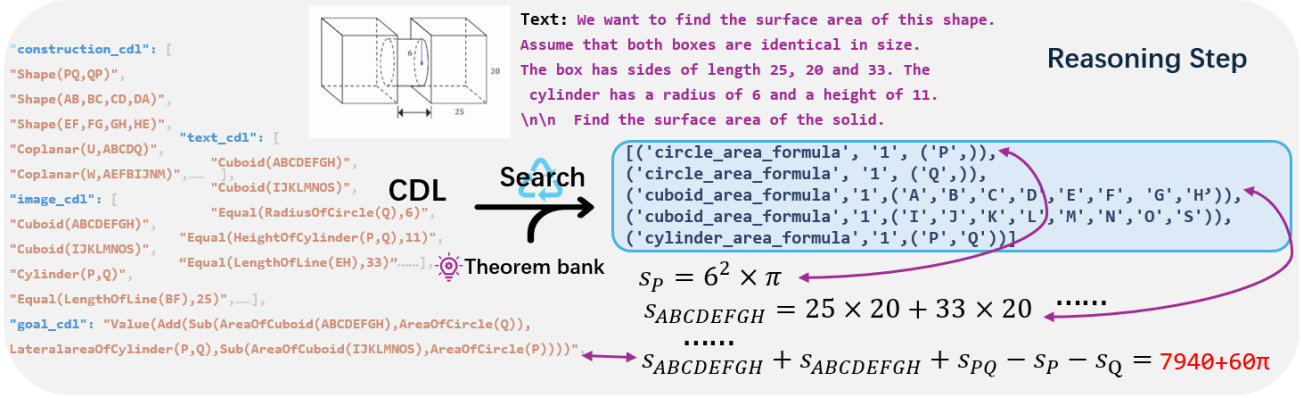 "construction_cdl": [
"Shape(PQ,QP)",
"Shape(AB,BC,CD,DA)",
"Shape(EF,FG,GH,HE)",
"Coplanar(U,ABCDQ)",
"Coplanar(W,AEFBIJNM)",…… ],
"image_cdl": [
"Cuboid(ABCDEFGH)",
"Cuboid(IJKLMNOS)",
"Cylinder(P,Q)",
"Equal(LengthOfLine(BF),25)",……],
"goal_cdl": "Value(Add(Sub(AreaOfCuboid(ABCDEFGH),AreaOfCircle(Q)),
LateralareaOfCylinder(P,Q),Sub(AreaOfCuboid(IJKLMNOS),AreaOfCircle(P))))",
"text_cdl": [
"Cuboid(ABCDEFGH)",
"Cuboid(IJKLMNOS)",
"Equal(RadiusOfCircle(Q),6)",
"Equal(HeightOfCylinder(P,Q),11)",
“Equal(LengthOfLine(EH),33)”……],
6
20
25
Text: We want to find the surface area of this shape.
Assume that both boxes are identical in size.
The box has sides of length 25, 20 and 33. The
cylinder has a radius of 6 and a height of 11.
\n\n Find the surface area of the solid.
Reasoning Step
CDL
Search
Theorem bank
[('circle_area_formula', '1', ('P',)),
('circle_area_formula', '1', ('Q',)),
('cuboid_area_formula','1',('A','B','C','D','E','F', 'G','H’)),
('cuboid_area_formula','1',('I','J','K','L','M','N','O','S')),
('cylinder_area_formula','1',('P','Q'))]
s_P = 6² × π
s_ABCDEFGH = 25 × 20 + 33 × 20 ……
……
s_ABCDEFGH + s_ABCDEFGH + s_PQ − s_P − s_Q = 7940+60π